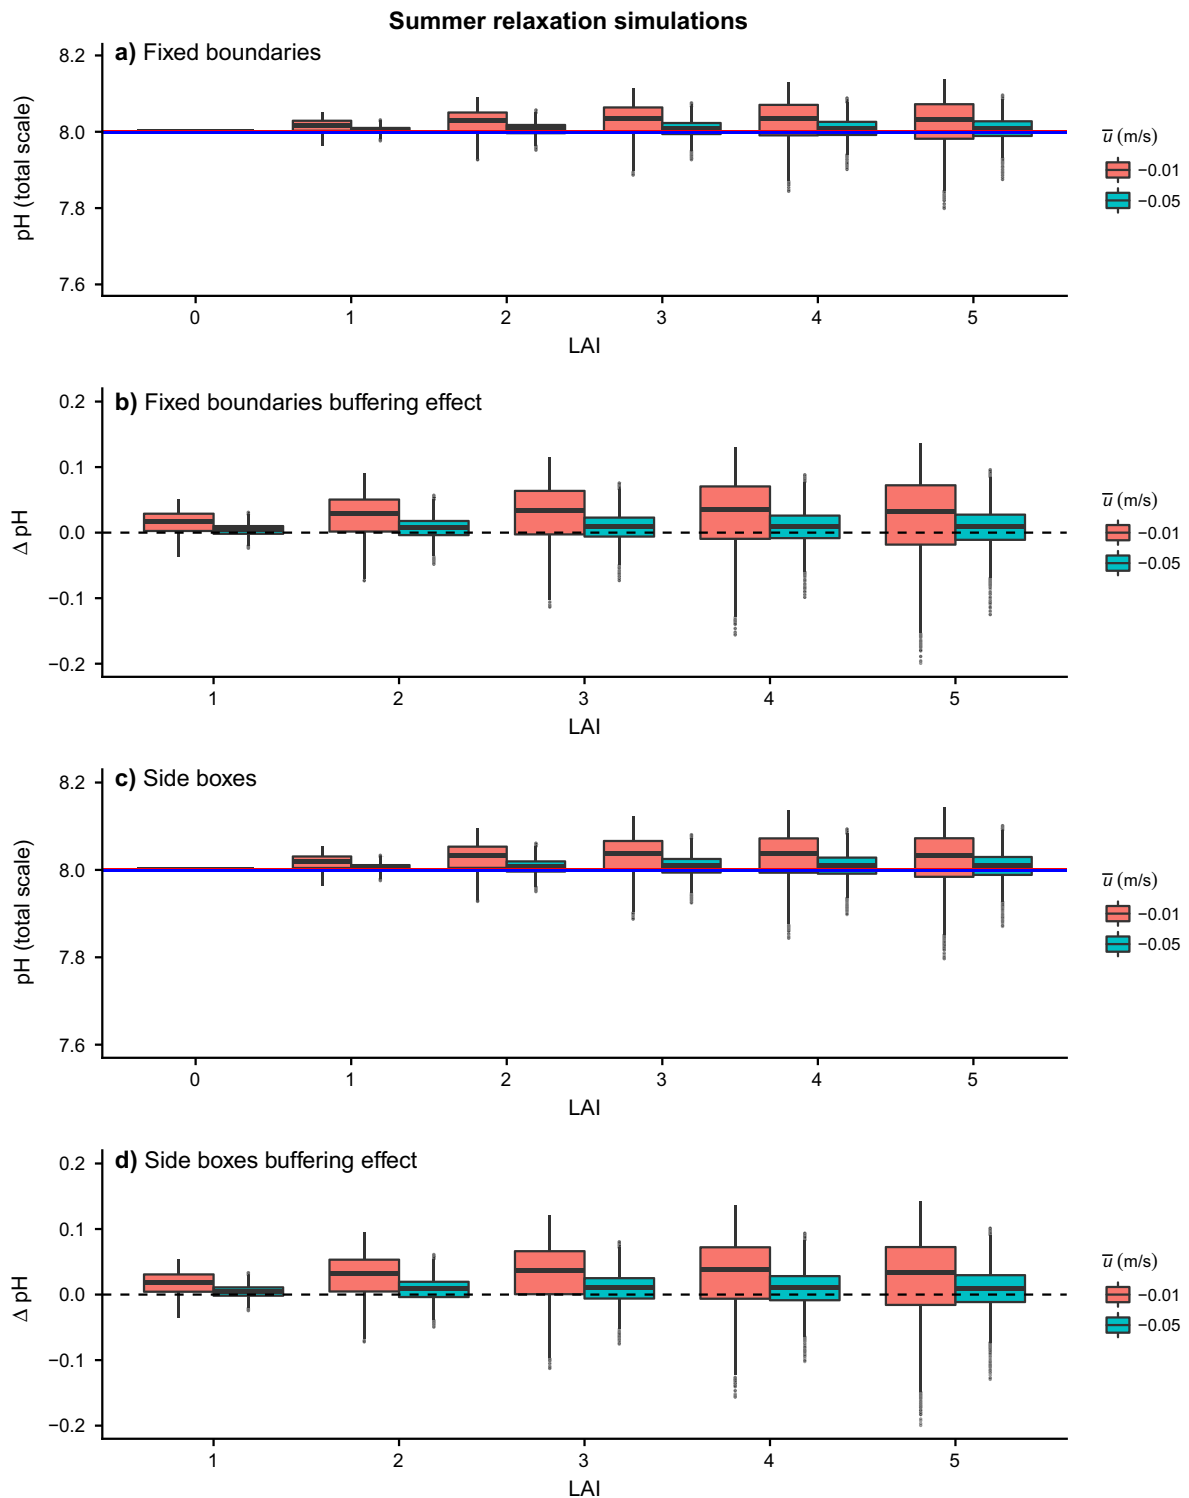 Summer relaxation simulations
a) Fixed boundaries
8.2
8.0
7.8
7.6
pH (total scale)
0 1 2 3 4 5
LAI
u̅ (m/s)
−0.01
−0.05
b) Fixed boundaries buffering effect
0.2
0.1
0.0
−0.1
−0.2
Δ pH
1 2 3 4 5
LAI
u̅ (m/s)
−0.01
−0.05
c) Side boxes
8.2
8.0
7.8
7.6
pH (total scale)
0 1 2 3 4 5
LAI
u̅ (m/s)
−0.01
−0.05
d) Side boxes buffering effect
0.2
0.1
0.0
−0.1
−0.2
Δ pH
1 2 3 4 5
LAI
u̅ (m/s)
−0.01
−0.05